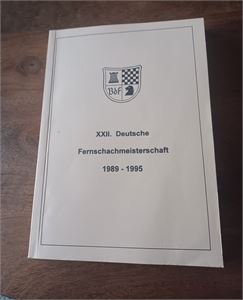 BdF
XXII. Deutsche
Fernschachmeisterschaft
1989 - 1995